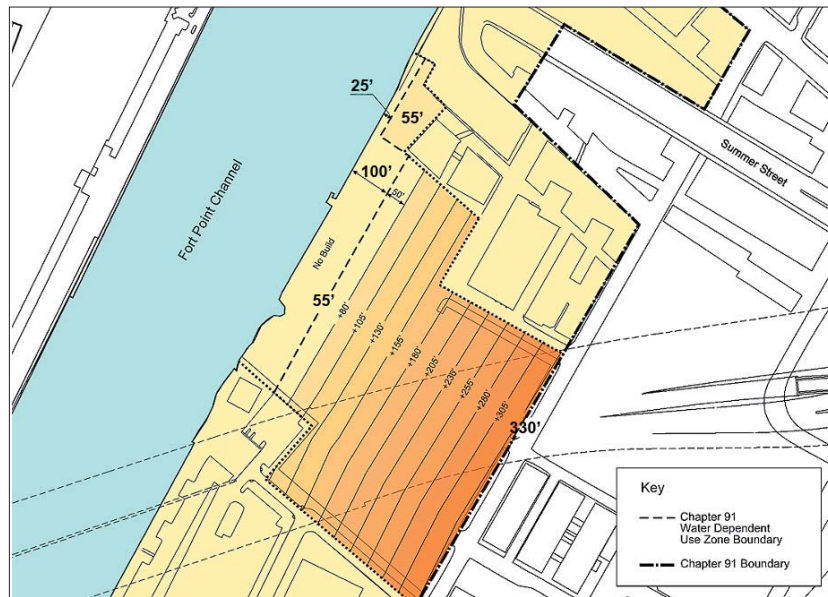 25'
55'
Summer Street
100'
50'
Fort Point Channel
No Build
55'
+80'
+105'
+130'
+155'
+180'
+205'
+230'
+255'
+280'
+305'
330'
Key
Chapter 91
Water Dependent
Use Zone Boundary
Chapter 91 Boundary